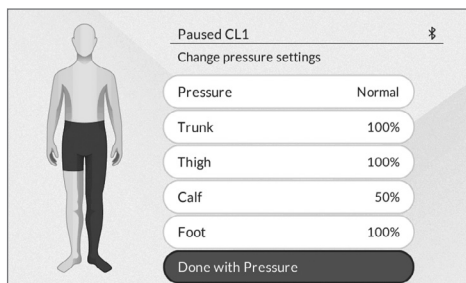 Paused CL1
Change pressure settings
Pressure Normal
Trunk 100%
Thigh 100%
Calf 50%
Foot 100%
Done with Pressure